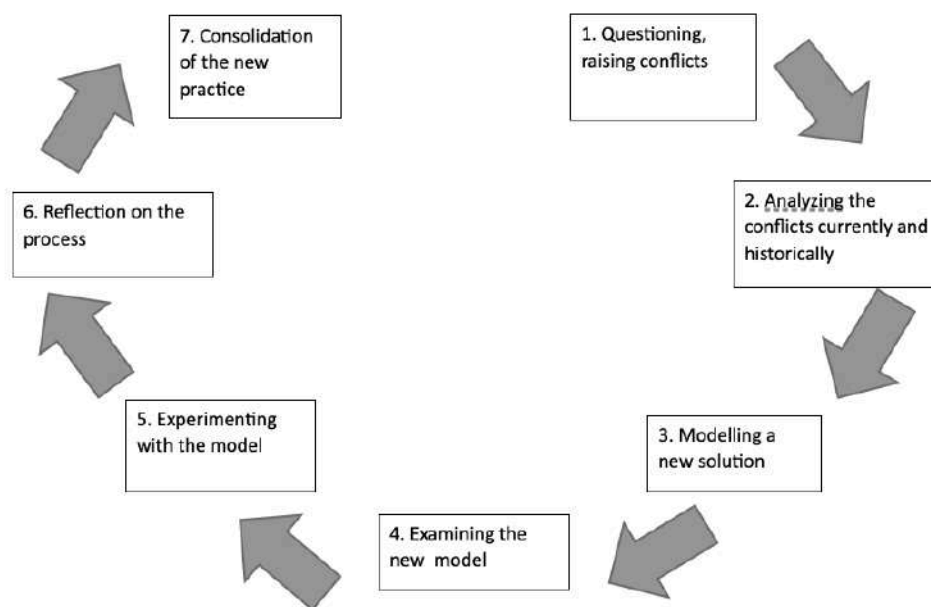 1. Questioning,
raising conflicts
2. Analyzing the
conflicts currently and
historically
3. Modelling a
new solution
4. Examining the
new model
5. Experimenting
with the model
6. Reflection on the
process
7. Consolidation
of the new
practice